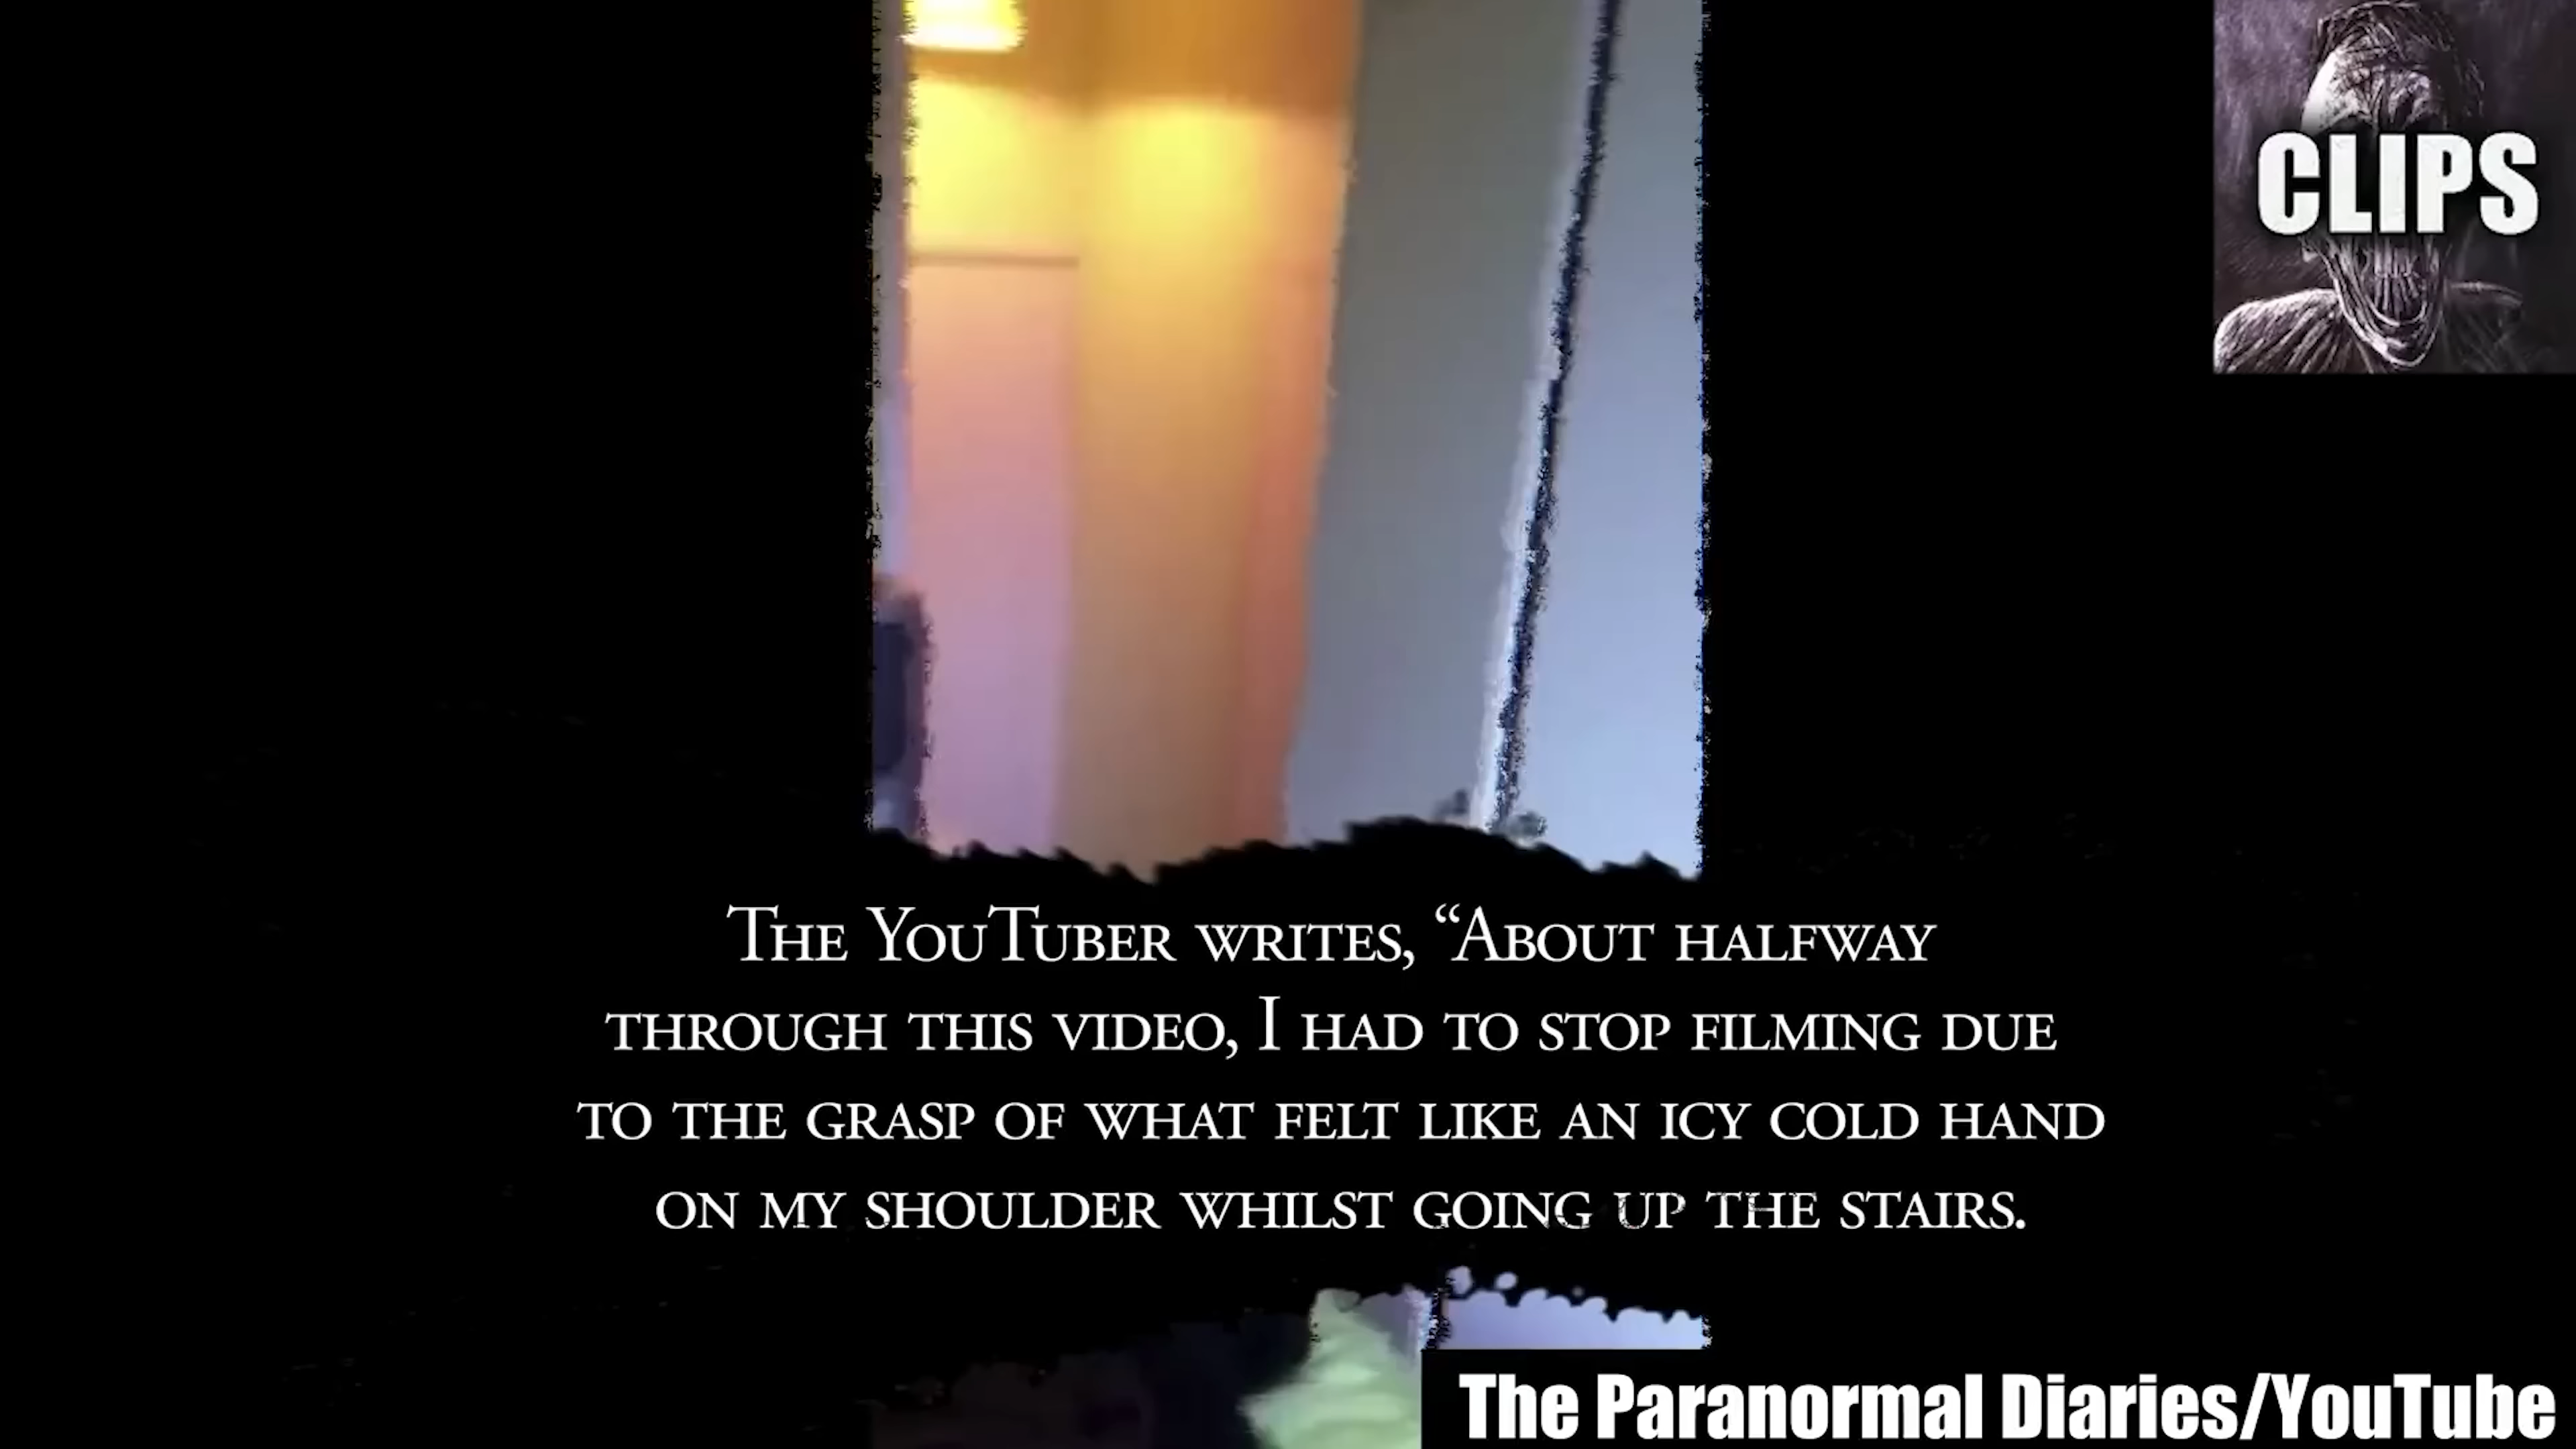 CLIPS
The YouTuber writes, “About halfway
through this video, I had to stop filming due
to the grasp of what felt like an icy cold hand
on my shoulder whilst going up the stairs.
The Paranormal Diaries/YouTube